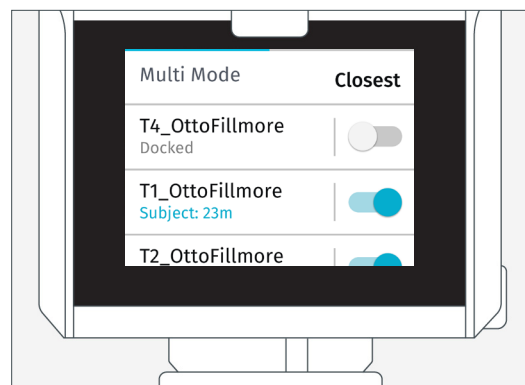 Multi Mode
Closest
T4_OttoFillmore
Docked
T1_OttoFillmore
Subject: 23m
T2_OttoFillmore